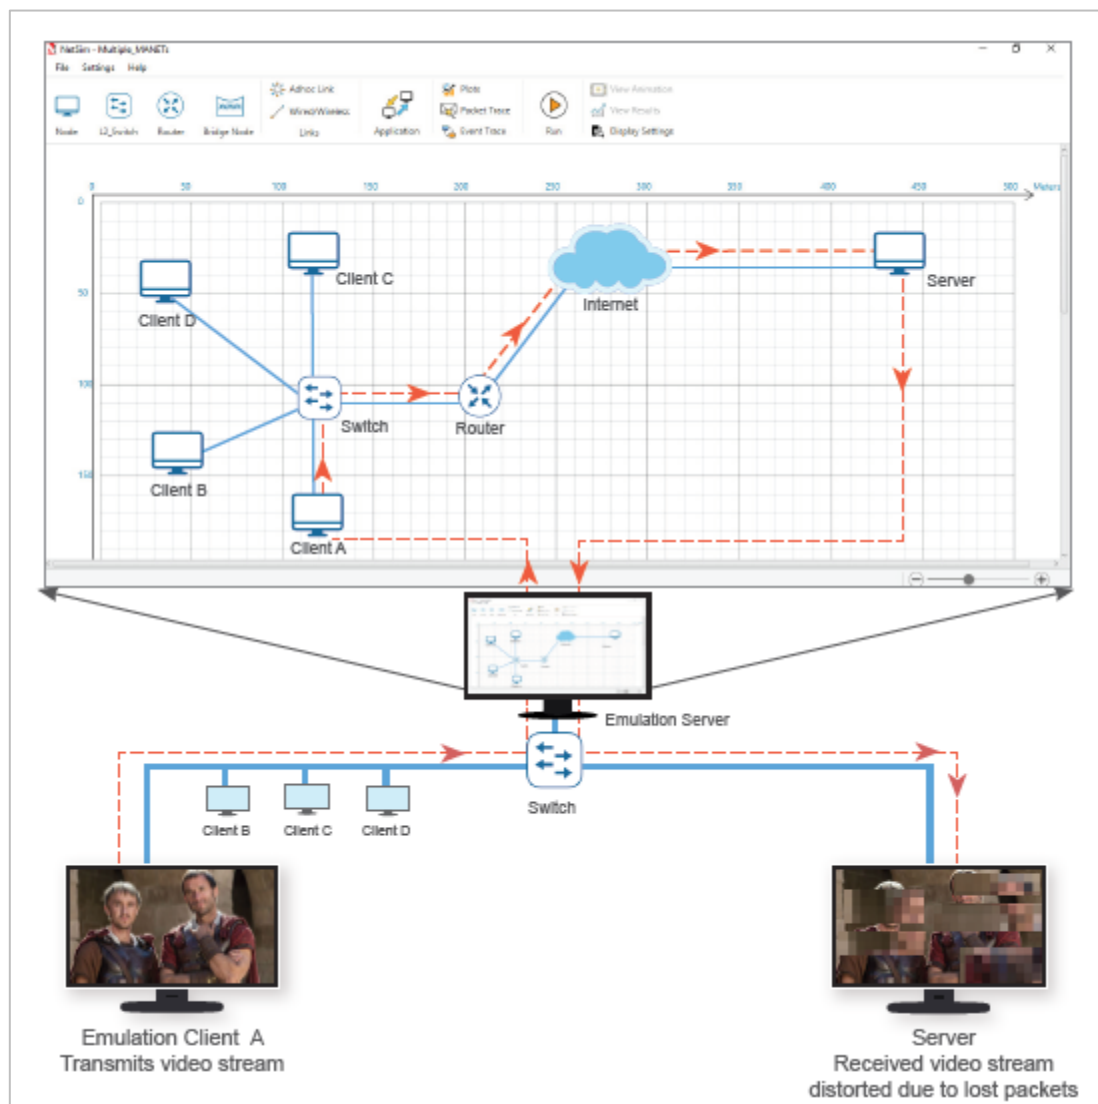 NetSim - Multiple_MANETs
File Settings Help
Adhoc Link
Wired/Wireless
Links
Plots
Packet Trace
Event Trace
View Animation
View Results
Display Settings
Node L2_Switch Router Bridge Node Application Run
0 50 100 150 200 250 300 350 400 450 500 Meters
0
50
100
150
Client C
Client D
Internet
Server
Switch
Router
Client B
Client A
Emulation Server
Switch
Client B Client C Client D
Emulation Client A
Transmits video stream
Server
Received video stream
distorted due to lost packets